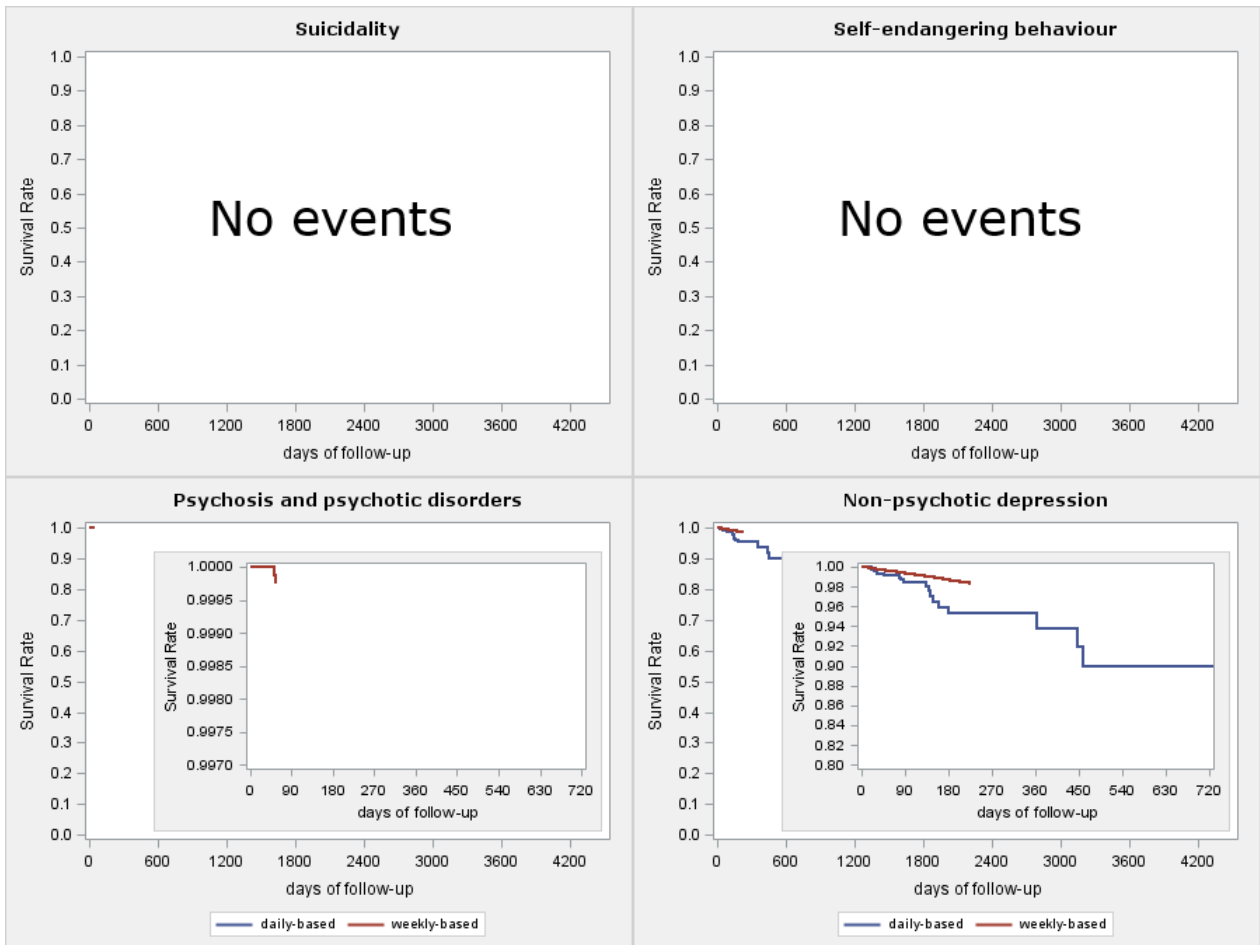 Suicidality
1.0
0.9
0.8
0.7
0.6
0.5
0.4
0.3
0.2
0.1
0.0
Survival Rate
No events
0 600 1200 1800 2400 3000 3600 4200
days of follow-up
Self-endangering behaviour
1.0
0.9
0.8
0.7
0.6
0.5
0.4
0.3
0.2
0.1
0.0
Survival Rate
No events
0 600 1200 1800 2400 3000 3600 4200
days of follow-up
Psychosis and psychotic disorders
1.0
0.9
0.8
0.7
0.6
0.5
0.4
0.3
0.2
0.1
0.0
Survival Rate
1.00000
0.9995
0.9990
0.9985
0.9980
0.9975
0.9970
Survival Rate
0 90 180 270 360 450 540 630 720
days of follow-up
0 600 1200 1800 2400 3000 3600 4200
days of follow-up
daily-based weekly-based
Non-psychotic depression
1.0
0.9
0.8
0.7
0.6
0.5
0.4
0.3
0.2
0.1
0.0
Survival Rate
1.00
0.98
0.96
0.94
0.92
0.90
0.88
0.86
0.84
0.82
0.80
Survival Rate
0 90 180 270 360 450 540 630 720
days of follow-up
0 600 1200 1800 2400 3000 3600 4200
days of follow-up
daily-based weekly-based